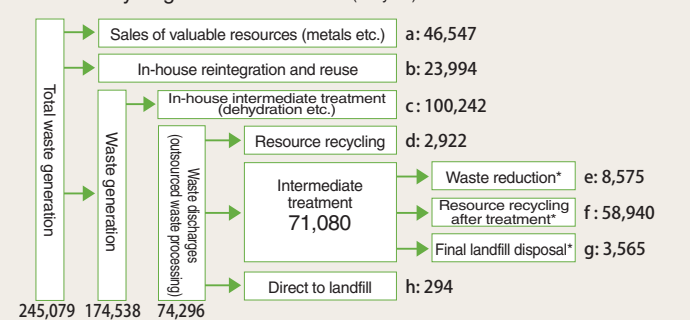 Sales of valuable resources (metals etc.)
a: 46,547
In-house reintegration and reuse
b: 23,994
In-house intermediate treatment
(dehydration etc.)
c: 100,242
Resource recycling
d: 2,922
Total waste generation
Waste generation
Waste discharges
(outsourced waste processing)
Intermediate
treatment
71,080
Waste reduction*
e: 8,575
Resource recycling
after treatment*
f: 58,940
Final landfill disposal*
g: 3,565
Direct to landfill
h: 294
245,079
174,538
74,296